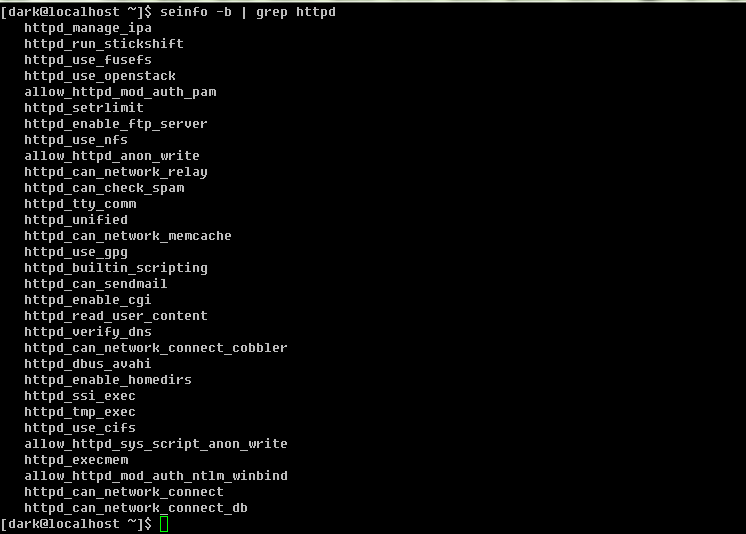 [dark@localhost ~]$ seinfo -b | grep httpd
httpd_manage_ipa
httpd_run_stickshift
httpd_use_fusefs
httpd_use_openstack
allow_httpd_mod_auth_pam
httpd_setrlimit
httpd_enable_ftp_server
httpd_use_nfs
allow_httpd_anon_write
httpd_can_network_relay
httpd_can_check_spam
httpd_tty_comm
httpd_unified
httpd_can_network_memcache
httpd_use_gpg
httpd_builtin_scripting
httpd_can_sendmail
httpd_enable_cgi
httpd_read_user_content
httpd_verify_dns
httpd_can_network_connect_cobbler
httpd_dbus_avahi
httpd_enable_homedirs
httpd_ssi_exec
httpd_tmp_exec
httpd_use_cifs
allow_httpd_sys_script_anon_write
httpd_execmem
allow_httpd_mod_auth_ntlm_winbind
httpd_can_network_connect
httpd_can_network_connect_db
[dark@localhost ~]$